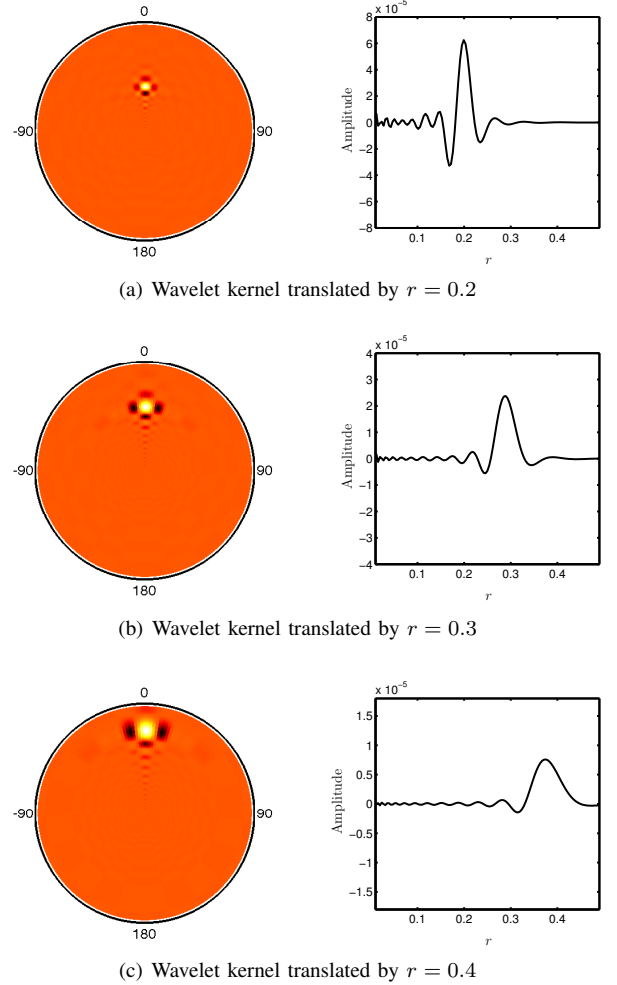 0
-90
90
180
x 10⁻⁵
8
6
4
2
0
−2
−4
−6
−8
Amplitude
0.1 0.2 0.3 0.4
r
(a) Wavelet kernel translated by r = 0.2
0
-90
90
180
x 10⁻⁵
4
3
2
1
0
−1
−2
−3
−4
Amplitude
0.1 0.2 0.3 0.4
r
(b) Wavelet kernel translated by r = 0.3
0
-90
90
180
x 10⁻⁵
1.5
1
0.5
0
−0.5
−1
−1.5
Amplitude
0.1 0.2 0.3 0.4
r
(c) Wavelet kernel translated by r = 0.4